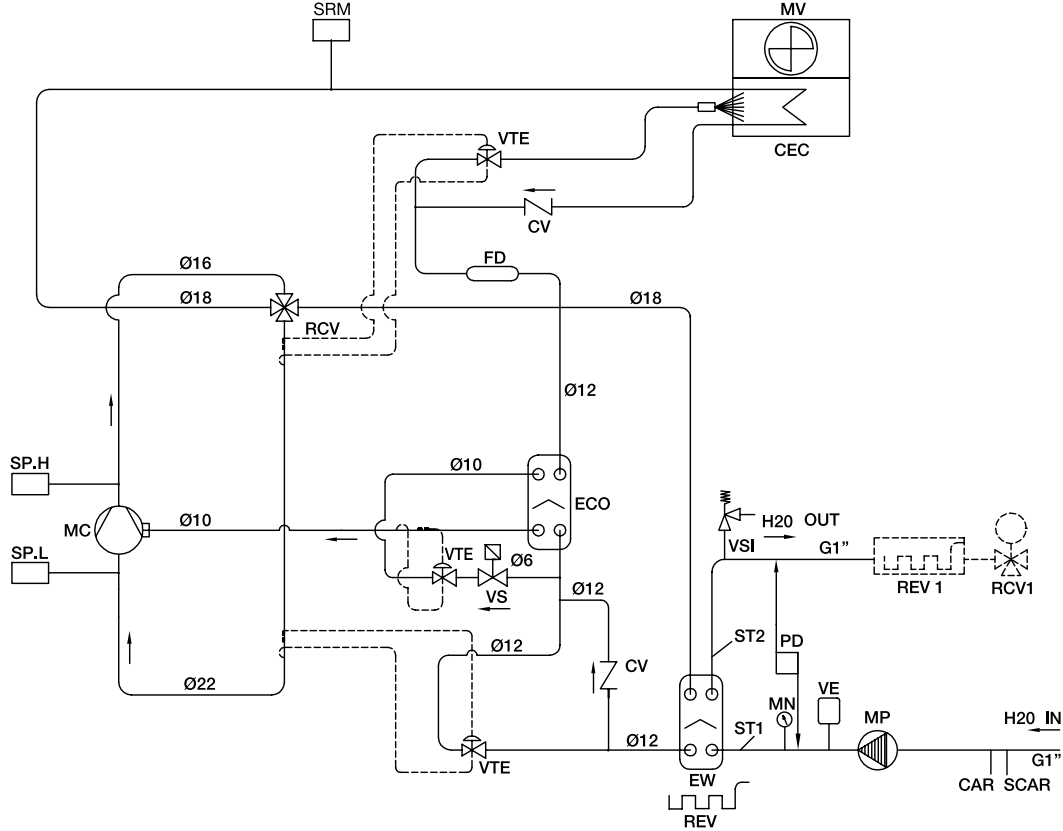 SRM
MV
VTE
CEC
CV
FD
Ø16
Ø18
Ø18
RCV
Ø12
SP.H
Ø10
ECO
MC
Ø10
H20 OUT
VSI
G1"
SP.L
VTE
Ø6
VS
REV 1
RCV1
Ø12
Ø12
ST2
PD
CV
Ø22
VE
MN
MP
H20 IN
Ø12
ST1
VTE
EW
G1"
CAR
SCAR
REV